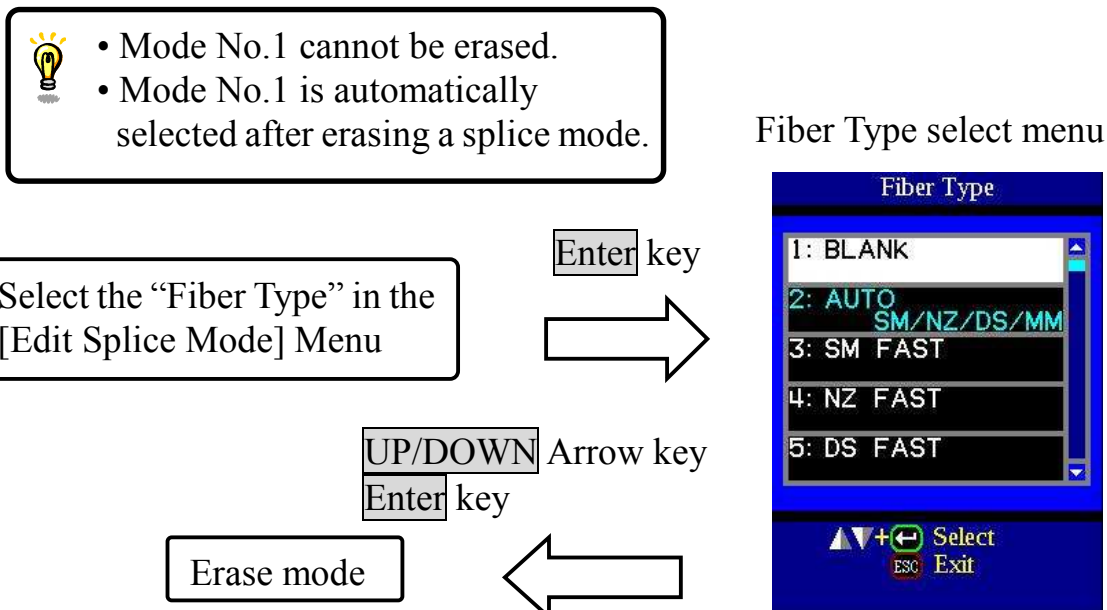 • Mode No.1 cannot be erased.
• Mode No.1 is automatically
selected after erasing a splice mode.
Fiber Type select menu
Fiber Type
1: BLANK
2: AUTO
SM/NZ/DS/MM
3: SM FAST
4: NZ FAST
5: DS FAST
+ Select
ESC Exit
Enter key
Select the “Fiber Type” in the
[Edit Splice Mode] Menu
UP/DOWN Arrow key
Enter key
Erase mode